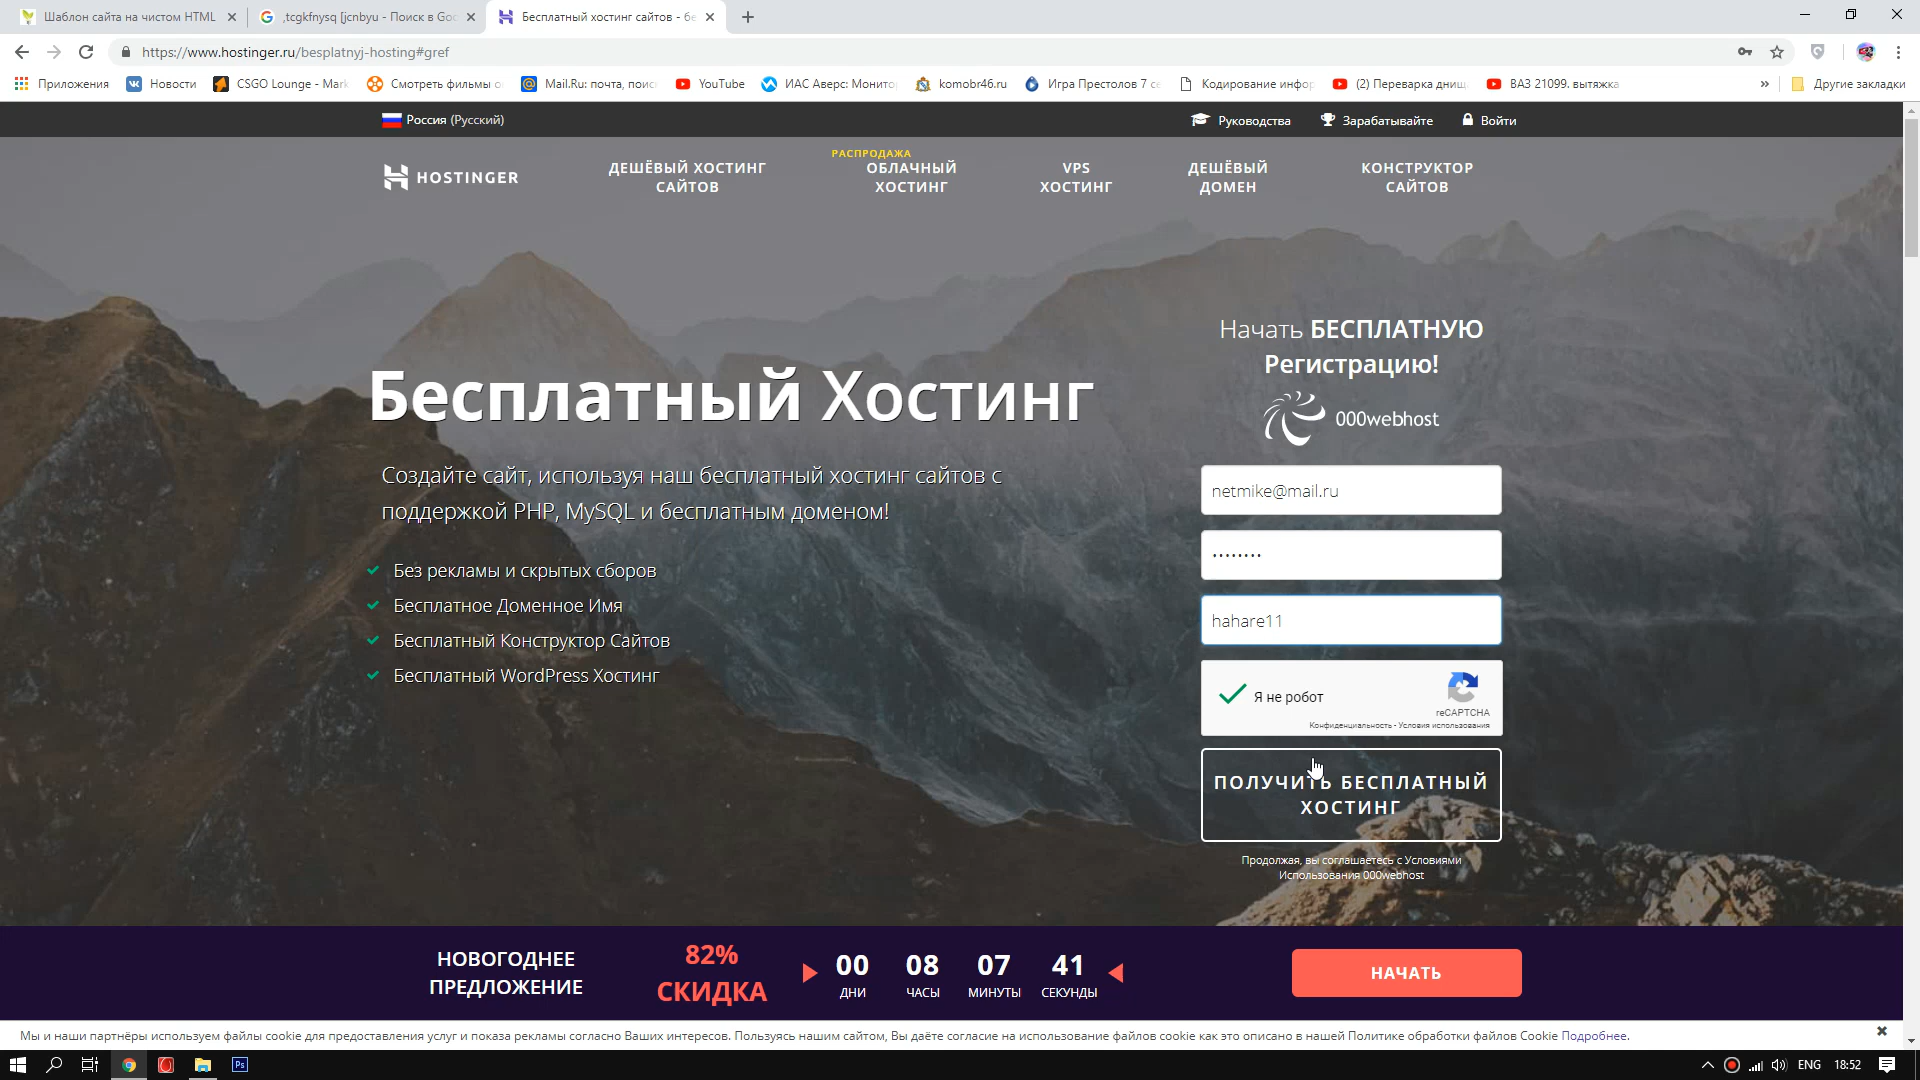 Шаблон сайта на чистом HTML
,tcgkfnysq [jcnbyu - Поиск в Goo
Бесплатный хостинг сайтов - бе
https://www.hostinger.ru/besplatnyj-hosting#gref
Приложения
Новости
CSGO Lounge - Mark
Смотреть фильмы о
Mail.Ru: почта, поис
YouTube
ИАС Аверс: Монито
komobr46.ru
Игра Престолов 7 се
Кодирование инфор
(2) Переварка днищ
ВАЗ 21099. вытяжка
»
Другие закладки
Россия (Русский)
Руководства
Зарабатывайте
Войти
HOSTINGER
ДЕШЁВЫЙ ХОСТИНГ
САЙТОВ
РАСПРОДАЖА
ОБЛАЧНЫЙ
ХОСТИНГ
VPS
ХОСТИНГ
ДЕШЁВЫЙ
ДОМЕН
КОНСТРУКТОР
САЙТОВ
Бесплатный Хостинг
Создайте сайт, используя наш бесплатный хостинг сайтов с
поддержкой PHP, MySQL и бесплатным доменом!
Без рекламы и скрытых сборов
Бесплатное Доменное Имя
Бесплатный Конструктор Сайтов
Бесплатный WordPress Хостинг
Начать БЕСПЛАТНУЮ
Регистрацию!
000webhost
netmike@mail.ru
••••••••
hahare11
Я не робот
reCAPTCHA
Конфиденциальность - Условия использования
ПОЛУЧИТЬ БЕСПЛАТНЫЙ
ХОСТИНГ
Продолжая, вы соглашаетесь с Условиями
Использования 000webhost
НОВОГОДНЕЕ
ПРЕДЛОЖЕНИЕ
82%
СКИДКА
00
ДНИ
08
ЧАСЫ
07
МИНУТЫ
41
СЕКУНДЫ
НАЧАТЬ
Мы и наши партнёры используем файлы cookie для предоставления услуг и показа рекламы согласно Ваших интересов. Пользуясь нашим сайтом, Вы даёте согласие на использование файлов cookie как это описано в нашей Политике обработки файлов Cookie Подробнее.
Ps
ENG
18:52